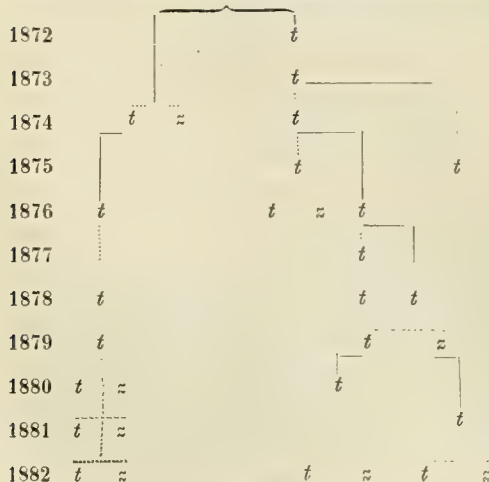 1872 t
1873 t
1874 t z t
1875 t t
1876 t t z t
1877 t
1878 t t t
1879 t t z
1880 t z t
1881 t z t
1882 t z t z t z